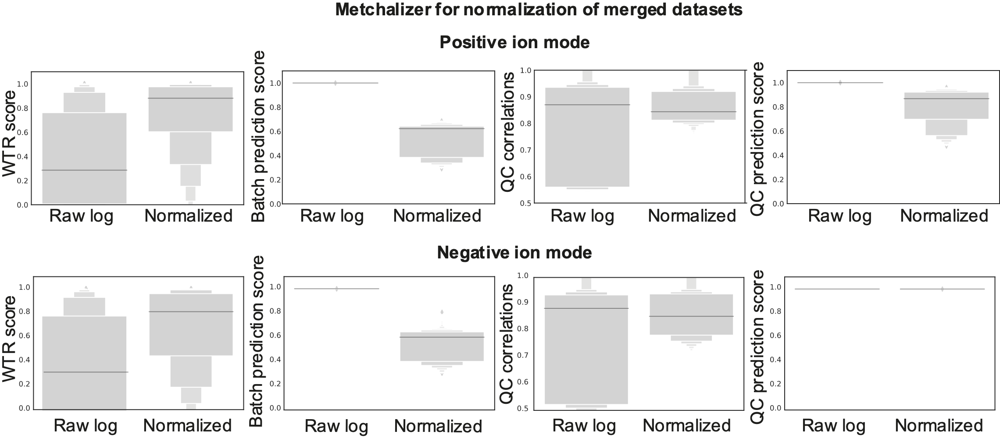 Metchalizer for normalization of merged datasets
Positive ion mode
WTR score
1.0
0.8
0.6
0.4
0.2
0.0
Raw log
Normalized
Batch prediction score
1.0
0.8
0.6
0.4
0.2
0.0
Raw log
Normalized
QC correlations
1.0
0.9
0.8
0.7
0.6
0.5
Raw log
Normalized
QC prediction score
1.0
0.8
0.6
0.4
0.2
0.0
Raw log
Normalized
Negative ion mode
WTR score
1.0
0.8
0.6
0.4
0.2
0.0
Raw log
Normalized
Batch prediction score
1.0
0.8
0.6
0.4
0.2
0.0
Raw log
Normalized
QC correlations
1.0
0.9
0.8
0.7
0.6
0.5
Raw log
Normalized
QC prediction score
1.0
0.8
0.6
0.4
0.2
0.0
Raw log
Normalized